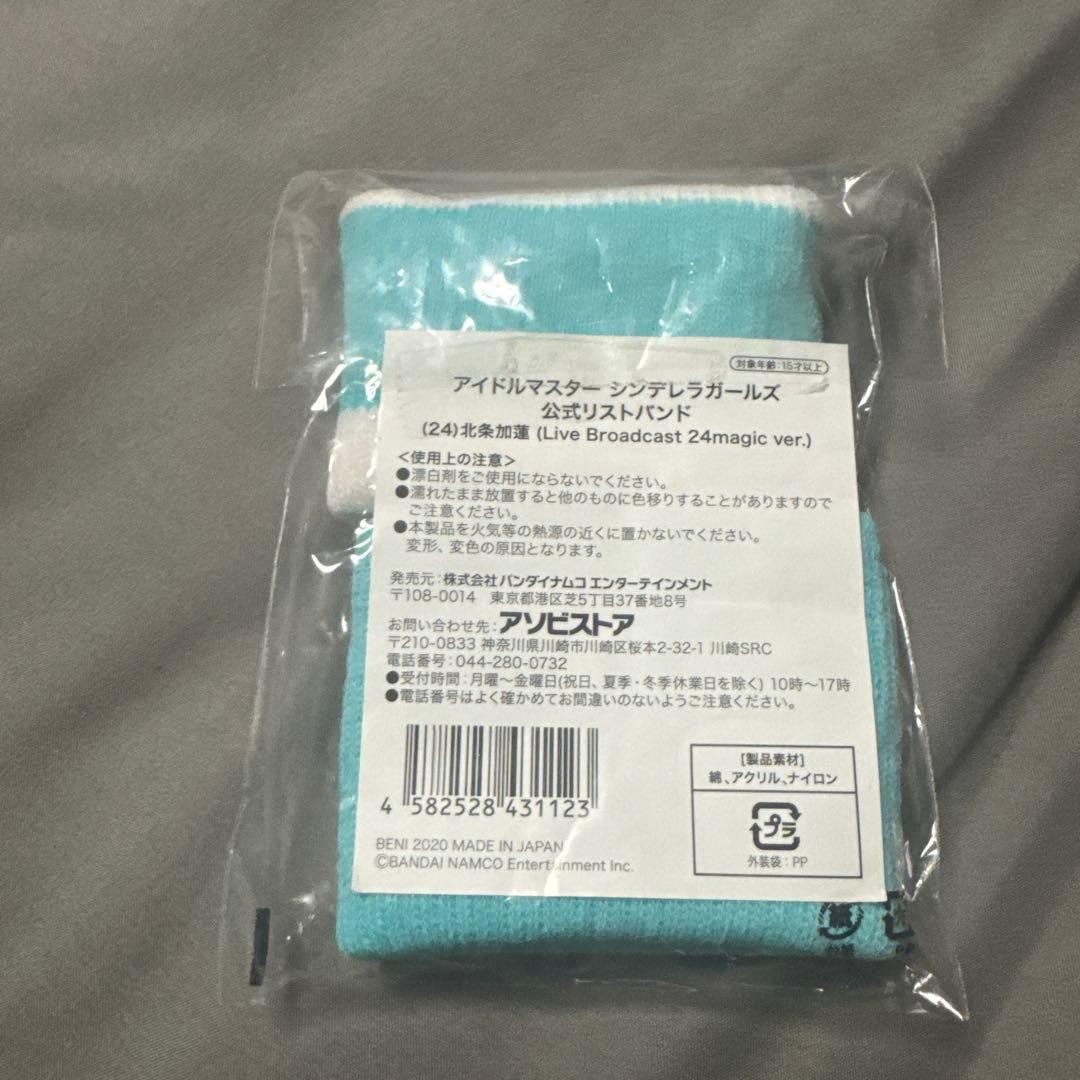 対象年齢:15才以上
アイドルマスター シンデレラガールズ
公式リストバンド
(24)北条加蓮 (Live Broadcast 24magic ver.)
＜使用上の注意＞
●漂白剤をご使用にならないでください。
●濡れたまま放置すると他のものに色移りすることがありますので
ご注意ください。
●本製品を火気等の熱源の近くに置かないでください。
変形、変色の原因となります。
発売元:株式会社バンダイナムコ エンターテインメント
〒108-0014 東京都港区芝5丁目37番地8号
お問い合わせ先:アソビストア
〒210-0833 神奈川県川崎市川崎区桜本2-32-1 川崎SRC
電話番号:044-280-0732
●受付時間:月曜～金曜日(祝日、夏季・冬季休業日を除く) 10時～17時
●電話番号はよく確かめてお間違いのないようご注意ください。
4 582528 431123
[製品素材]
綿、アクリル、ナイロン
プラ
外装袋:PP
BENI 2020 MADE IN JAPAN
©BANDAI NAMCO Entertainment Inc.
紙
台紙